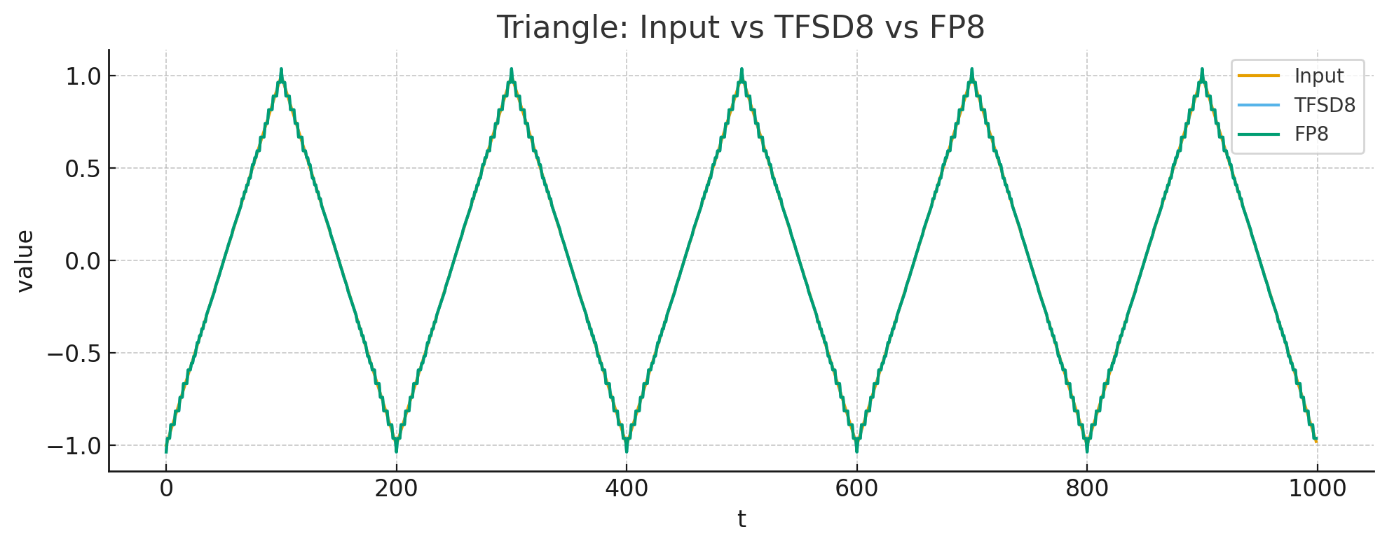 Triangle: Input vs TFSD8 vs FP8
Input
TFSD8
FP8
1.0
0.5
0.0
−0.5
−1.0
value
0 200 400 600 800 1000
t